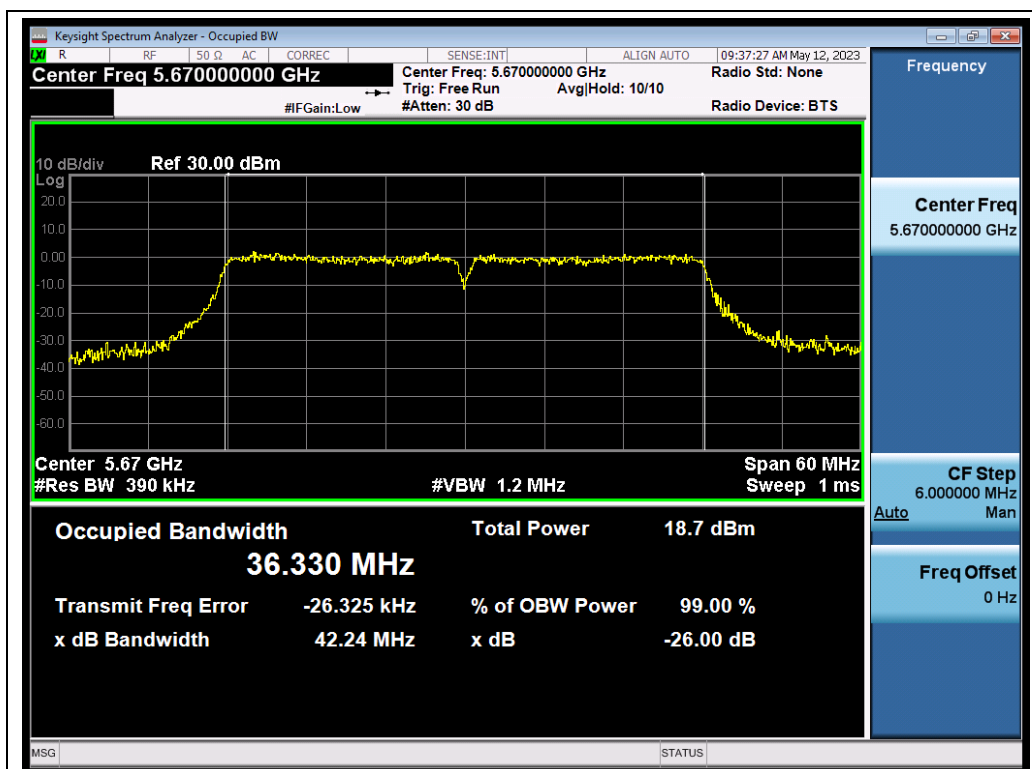 Keysight Spectrum Analyzer - Occupied BW
LXI R RF 50 Ω AC CORREC SENSE:INT ALIGN AUTO 09:37:27 AM May 12, 2023
Center Freq 5.670000000 GHz
Center Freq: 5.670000000 GHz Radio Std: None
Trig: Free Run Avg|Hold: 10/10
#IFGain:Low #Atten: 30 dB Radio Device: BTS
10 dB/div Ref 30.00 dBm
Log
20.0
10.0
0.00
-10.0
-20.0
-30.0
-40.0
-50.0
-60.0
Center 5.67 GHz Span 60 MHz
#Res BW 390 kHz #VBW 1.2 MHz Sweep 1 ms
Occupied Bandwidth Total Power 18.7 dBm
36.330 MHz
Transmit Freq Error -26.325 kHz % of OBW Power 99.00 %
x dB Bandwidth 42.24 MHz x dB -26.00 dB
MSG STATUS
Frequency
Center Freq
5.670000000 GHz
CF Step
6.000000 MHz
Auto Man
Freq Offset
0 Hz